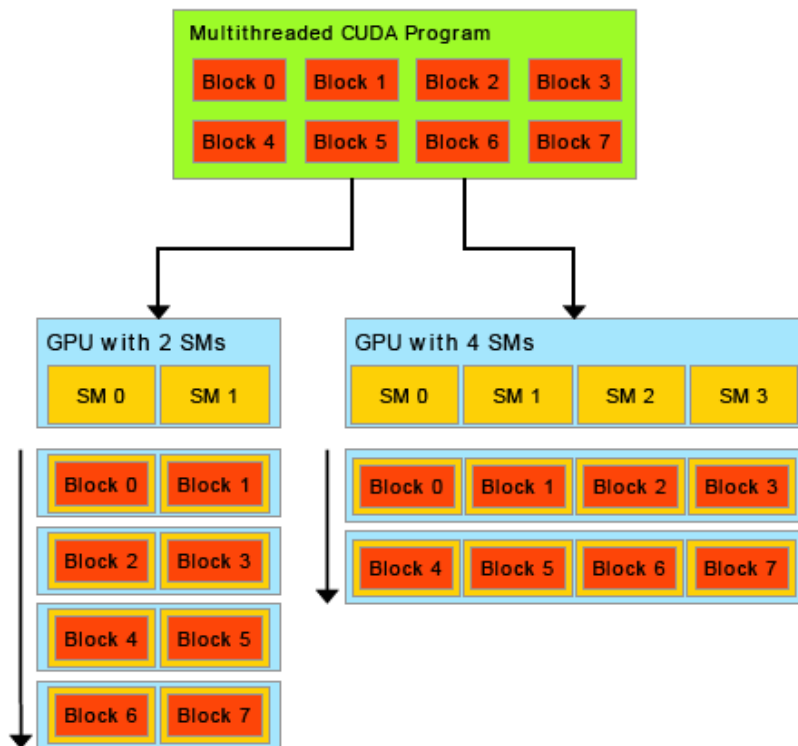 Multithreaded CUDA Program
Block 0 Block 1 Block 2 Block 3
Block 4 Block 5 Block 6 Block 7
GPU with 2 SMs
SM 0 SM 1
Block 0 Block 1
Block 2 Block 3
Block 4 Block 5
Block 6 Block 7
GPU with 4 SMs
SM 0 SM 1 SM 2 SM 3
Block 0 Block 1 Block 2 Block 3
Block 4 Block 5 Block 6 Block 7